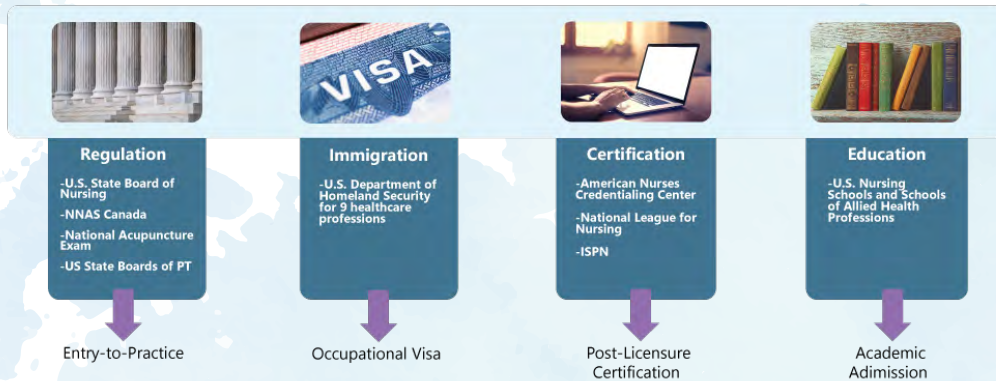 VISA
Regulation
-U.S. State Board of
Nursing
-NNAS Canada
-National Acupuncture
Exam
-US State Boards of PT
Entry-to-Practice
Immigration
-U.S. Department of
Homeland Security
for 9 healthcare
professions
Occupational Visa
Certification
-American Nurses
Credentialing Center
-National League for
Nursing
-ISPN
Post-Licensure
Certification
Education
-U.S. Nursing
Schools and Schools
of Allied Health
Professions
Academic
Adimission